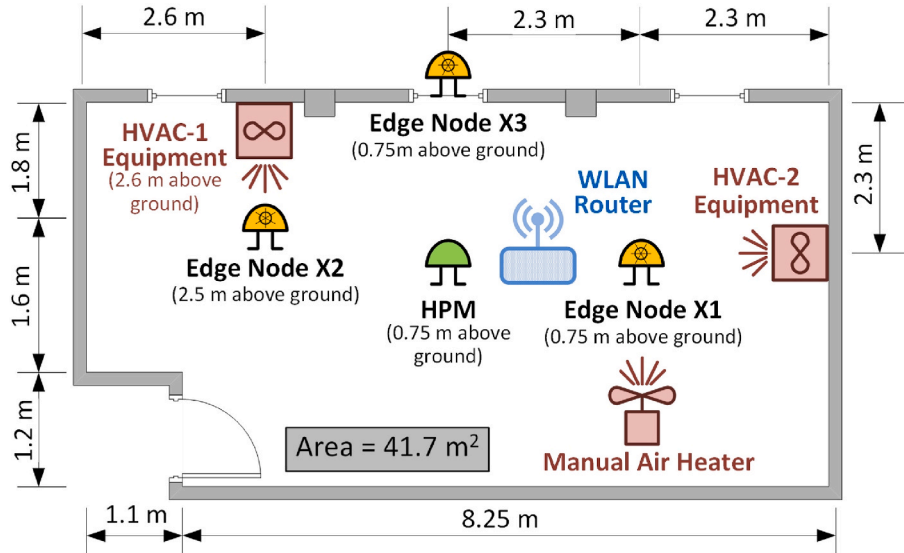 2.6 m
2.3 m
2.3 m
HVAC-1
Equipment
(2.6 m above
ground)
Edge Node X3
(0.75m above ground)
WLAN
Router
HVAC-2
Equipment
1.8 m
2.3 m
Edge Node X2
(2.5 m above ground)
HPM
(0.75 m above
ground)
Edge Node X1
(0.75 m above ground)
1.6 m
1.2 m
Area = 41.7 m²
Manual Air Heater
1.1 m
8.25 m